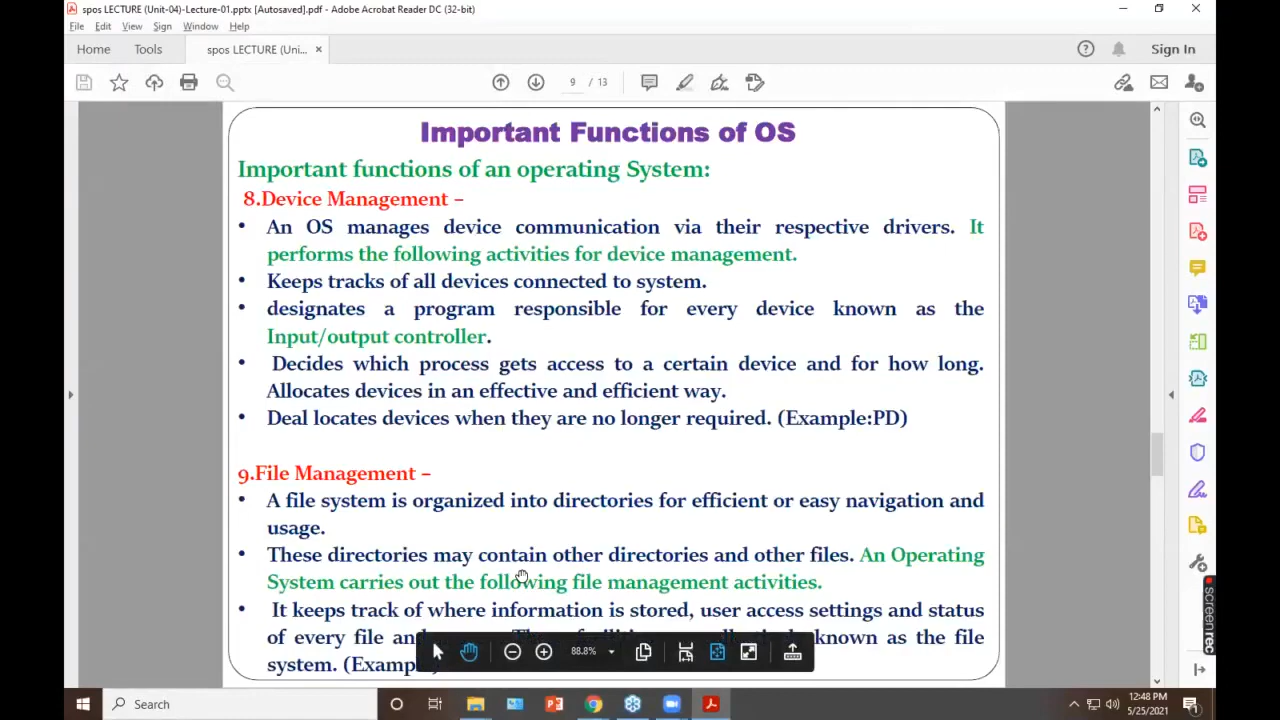 spos LECTURE (Unit-04)-Lecture-01.pptx [Autosaved].pdf - Adobe Acrobat Reader DC (32-bit)
File Edit View Sign Window Help
Home Tools spos LECTURE (Uni... × Sign In
9 / 13
Important Functions of OS
Important functions of an operating System:
8.Device Management –
• An OS manages device communication via their respective drivers. It
performs the following activities for device management.
• Keeps tracks of all devices connected to system.
• designates a program responsible for every device known as the
Input/output controller.
• Decides which process gets access to a certain device and for how long.
Allocates devices in an effective and efficient way.
• Deal locates devices when they are no longer required. (Example:PD)
9.File Management –
• A file system is organized into directories for efficient or easy navigation and
usage.
• These directories may contain other directories and other files. An Operating
System carries out the following file management activities.
• It keeps track of where information is stored, user access settings and status
of every file and known as the file
system. (Examp
88.8%
screenrec
Search
12:48 PM
5/25/2021
1